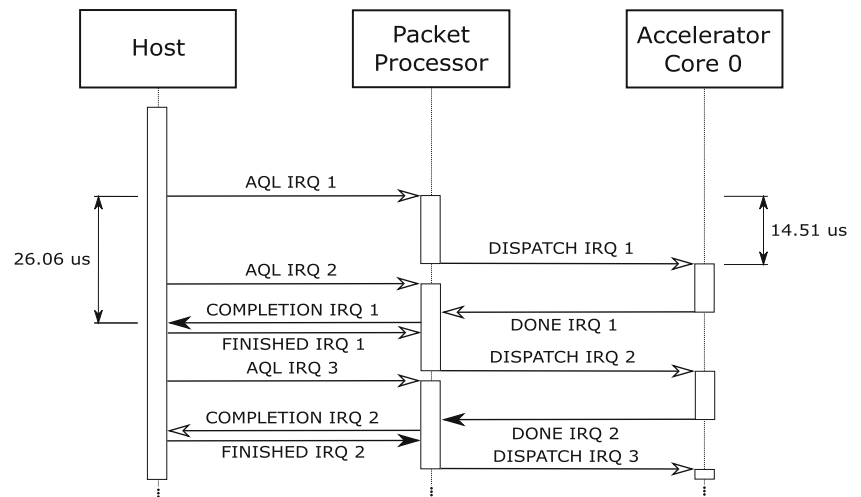 Host
Packet
Processor
Accelerator
Core 0
AQL IRQ 1
26.06 us
14.51 us
DISPATCH IRQ 1
AQL IRQ 2
COMPLETION IRQ 1
DONE IRQ 1
FINISHED IRQ 1
DISPATCH IRQ 2
AQL IRQ 3
COMPLETION IRQ 2
DONE IRQ 2
FINISHED IRQ 2
DISPATCH IRQ 3